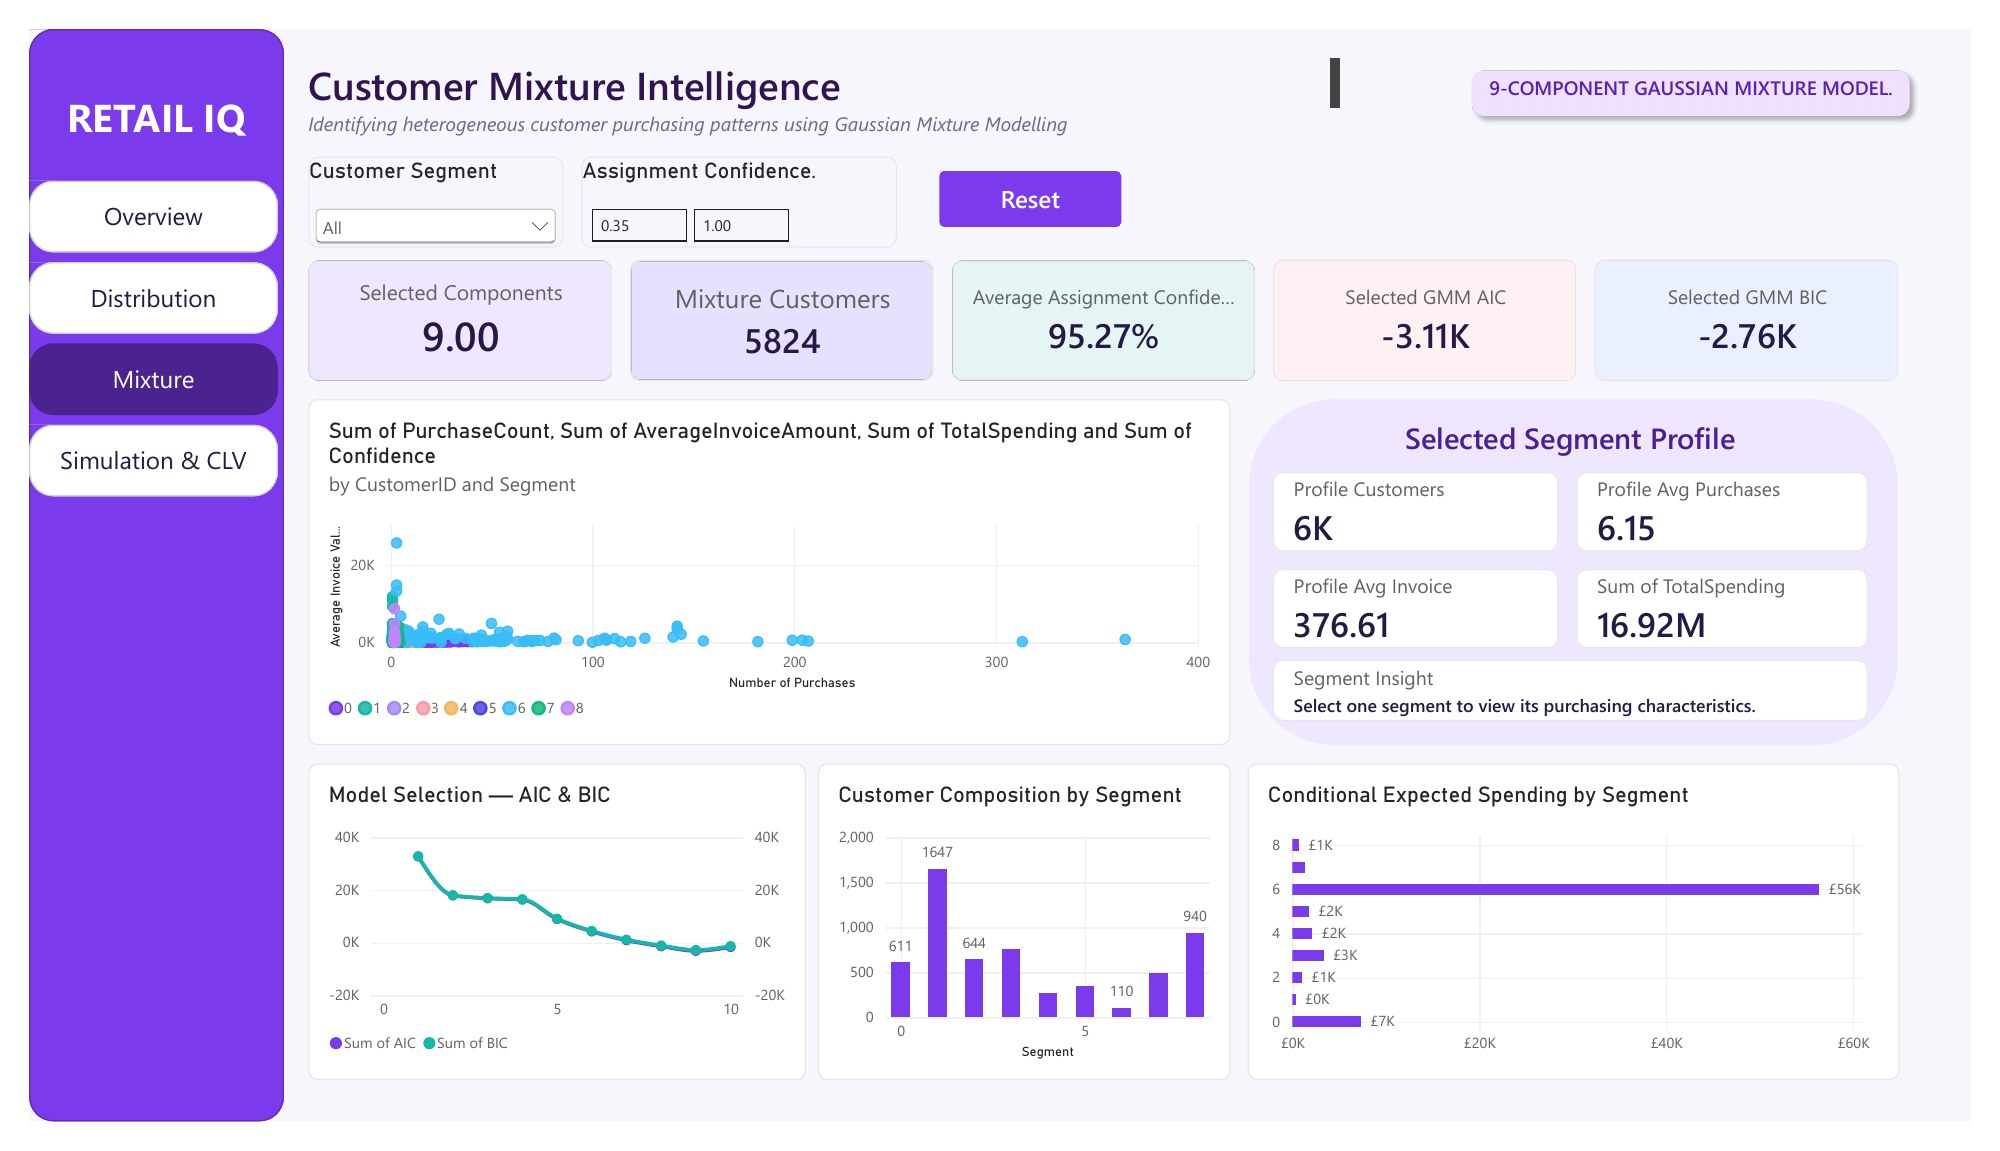 RETAIL IQ
Overview
Distribution
Mixture
Simulation & CLV
Customer Mixture Intelligence
Identifying heterogeneous customer purchasing patterns using Gaussian Mixture Modelling
9-COMPONENT GAUSSIAN MIXTURE MODEL.
Customer Segment
All
Assignment Confidence.
0.35
1.00
Reset
Selected Components
9.00
Mixture Customers
5824
Average Assignment Confide...
95.27%
Selected GMM AIC
-3.11K
Selected GMM BIC
-2.76K
Sum of PurchaseCount, Sum of AverageInvoiceAmount, Sum of TotalSpending and Sum of
Confidence
by CustomerID and Segment
Average Invoice Val...
20K
0K
0 100 200 300 400
Number of Purchases
0 1 2 3 4 5 6 7 8
Selected Segment Profile
Profile Customers
6K
Profile Avg Purchases
6.15
Profile Avg Invoice
376.61
Sum of TotalSpending
16.92M
Segment Insight
Select one segment to view its purchasing characteristics.
Model Selection — AIC & BIC
40K 40K
20K 20K
0K 0K
-20K -20K
0 5 10
Sum of AIC Sum of BIC
Customer Composition by Segment
2,000
1,500
1,000
500
0
611
1647
644
110
940
0 5
Segment
Conditional Expected Spending by Segment
8 £1K
6 £56K
£2K
4 £2K
£3K
2 £1K
£0K
0 £7K
£0K £20K £40K £60K